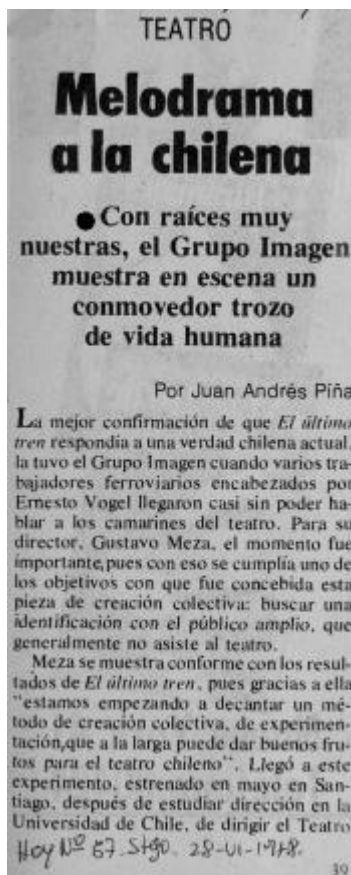 TEATRO
Melodrama
a la chilena
● Con raíces muy
nuestras, el Grupo Imagen
muestra en escena un
conmovedor trozo
de vida humana
Por Juan Andrés Piña
La mejor confirmación de que El último
tren respondía a una verdad chilena actual,
la tuvo el Grupo Imagen cuando varios tra-
bajadores ferroviarios encabezados por
Ernesto Vogel llegaron casi sin poder ha-
blar a los camarines del teatro. Para su
director, Gustavo Meza, el momento fue
importante, pues con eso se cumplía uno de
los objetivos con que fue concebida esta
pieza de creación colectiva: buscar una
identificación con el público amplio, que
generalmente no asiste al teatro.
Meza se muestra conforme con los resul-
tados de El último tren, pues gracias a ella
"estamos empezando a decantar un mé-
todo de creación colectiva, de experimen-
tación,que a la larga puede dar buenos fru-
tos para el teatro chileno". Llegó a este
experimento, estrenado en mayo en San-
tiago, después de estudiar dirección en la
Universidad de Chile, de dirigir el Teatro
Hoy Nº 57. Stgo. 28-VI-1978.
39